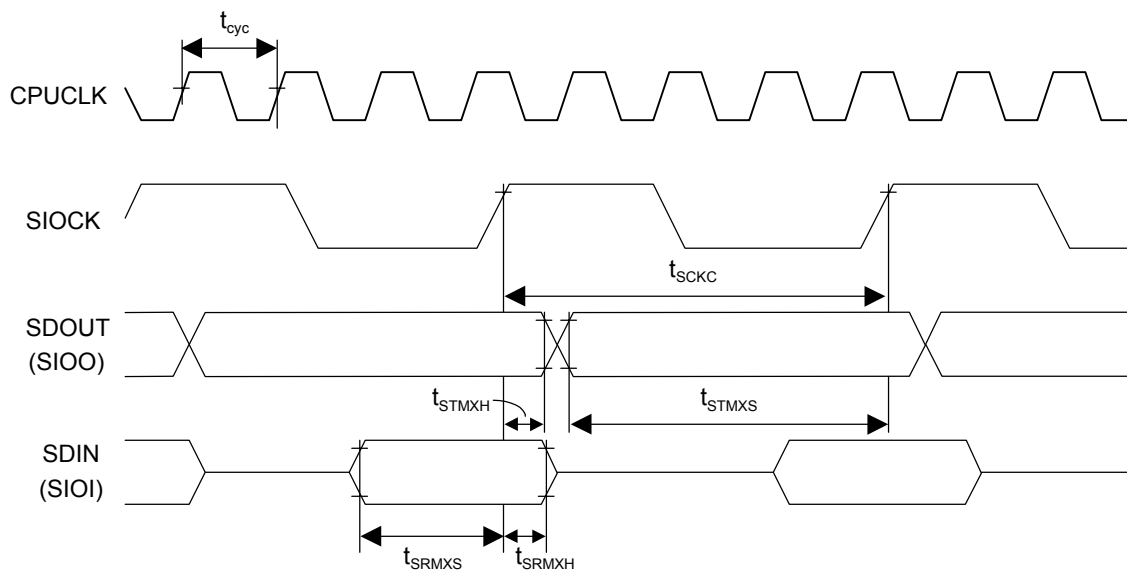 tcyc
CPUCLK
SIOCK
tSCKC
SDOUT
(SIOO)
tSTMXH
tSTMXS
SDIN
(SIOI)
tSRMXS
tSRMXH